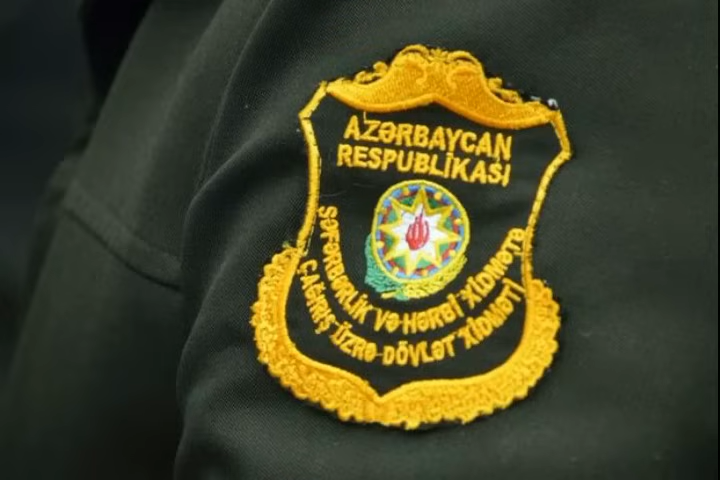 AZƏRBAYCAN
RESPUBLİKASI
SƏFƏRBƏRLİK VƏ HƏRBİ XİDMƏTƏ
ÇAĞIRIŞ ÜZRƏ DÖVLƏT XİDMƏTİ